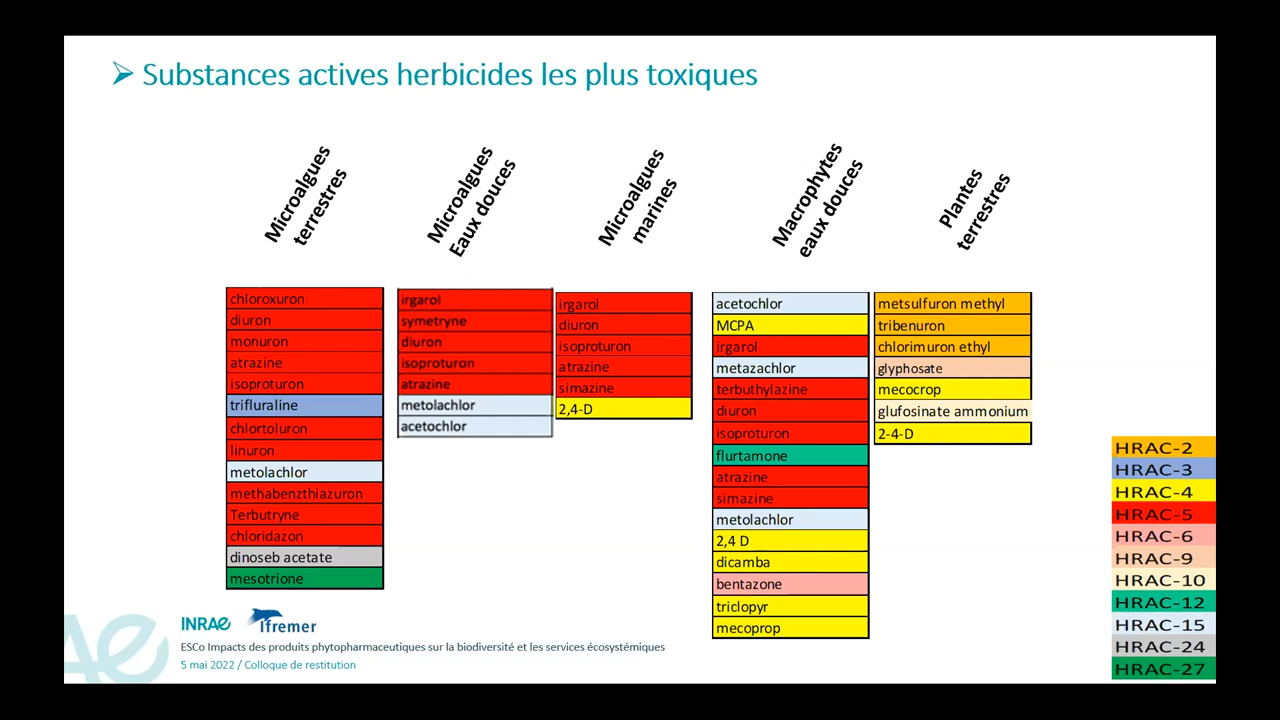 Substances actives herbicides les plus toxiques
Microalgues
terrestres
Microalgues
Eaux douces
Microalgues
marines
Macrophytes
eaux douces
Plantes
terrestres
chloroxuron
diuron
monuron
atrazine
isoproturon
trifluraline
chlortoluron
linuron
metolachlor
methabenzthiazuron
Terbutryne
chloridazon
dinoseb acetate
mesotrione
irgarol
symetryne
diuron
isoproturon
atrazine
metolachlor
acetochlor
irgarol
diuron
isoproturon
atrazine
simazine
2,4-D
acetochlor
MCPA
irgarol
metazachlor
terbuthylazine
diuron
isoproturon
flurtamone
atrazine
simazine
metolachlor
2,4 D
dicamba
bentazone
triclopyr
mecoprop
metsulfuron methyl
tribenuron
chlorimuron ethyl
glyphosate
mecocrop
glufosinate ammonium
2-4-D
HRAC-2
HRAC-3
HRAC-4
HRAC-5
HRAC-6
HRAC-9
HRAC-10
HRAC-12
HRAC-15
HRAC-24
HRAC-27
INRAE
Ifremer
ESCo Impacts des produits phytopharmaceutiques sur la biodiversité et les services écosystémiques
5 mai 2022 / Colloque de restitution